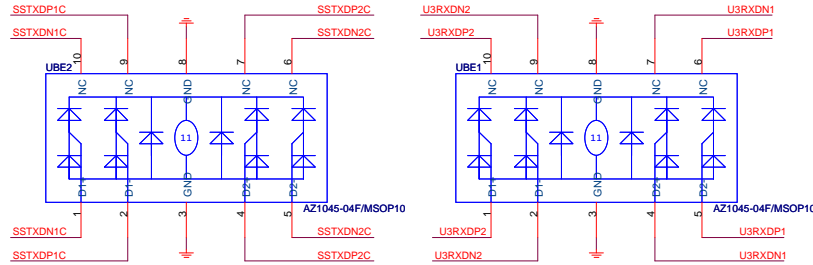 SSTXDP1C SSTXDP2C U3RXDN2 U3RXDN1
SSTXDN1C SSTXDN2C U3RXDP2 U3RXDP1
10 9 8 7 6 10 9 8 7 6
UBE2 UBE1
NC NC GND NC NC NC NC GND NC NC
11 11
D1+ D1- GND D2+ D2- D1+ D1- GND D2+ D2-
AZ1045-04F/MSOP10 AZ1045-04F/MSOP10
1 2 3 4 5 1 2 3 4 5
SSTXDN1C SSTXDN2C U3RXDP2 U3RXDP1
SSTXDP1C SSTXDP2C U3RXDN2 U3RXDN1